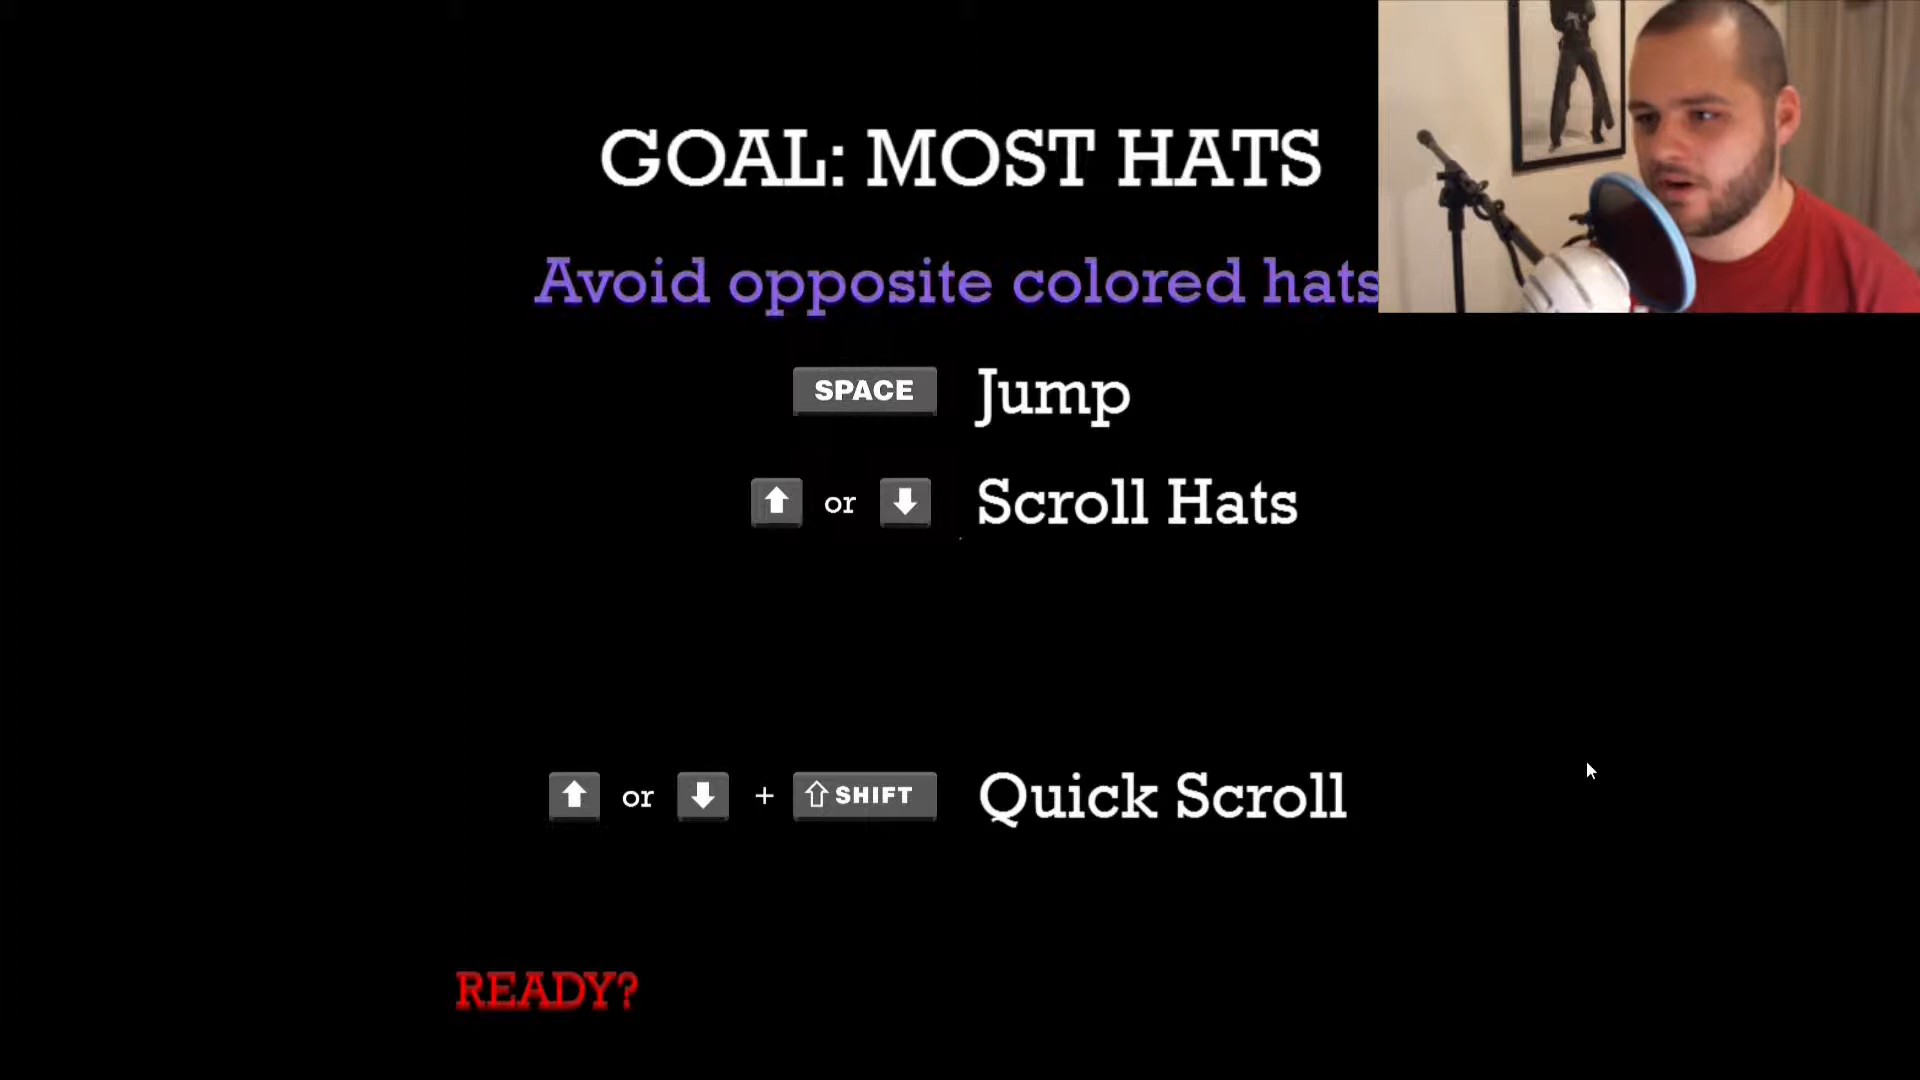 GOAL: MOST HATS
Avoid opposite colored hats
SPACE Jump
or Scroll Hats
or + SHIFT Quick Scroll
READY?